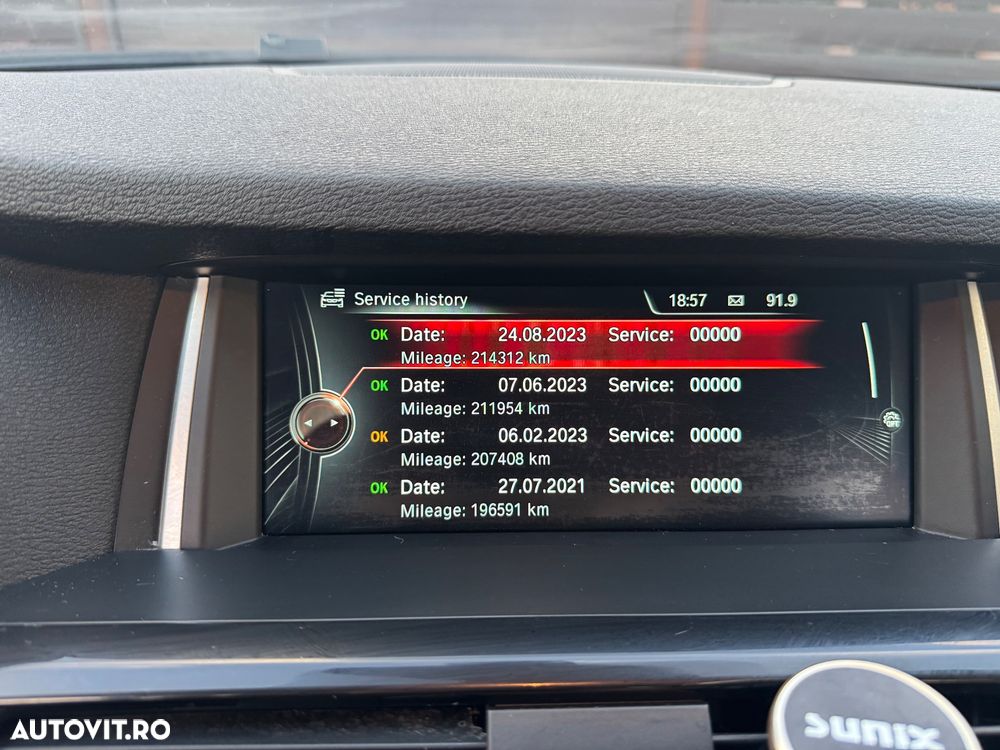 Service history 18:57 91.9
OK Date: 24.08.2023 Service: 00000
Mileage: 214312 km
OK Date: 07.06.2023 Service: 00000
Mileage: 211954 km
OK Date: 06.02.2023 Service: 00000
Mileage: 207408 km
OK Date: 27.07.2021 Service: 00000
Mileage: 196591 km
AUTOVIT.RO
sunix